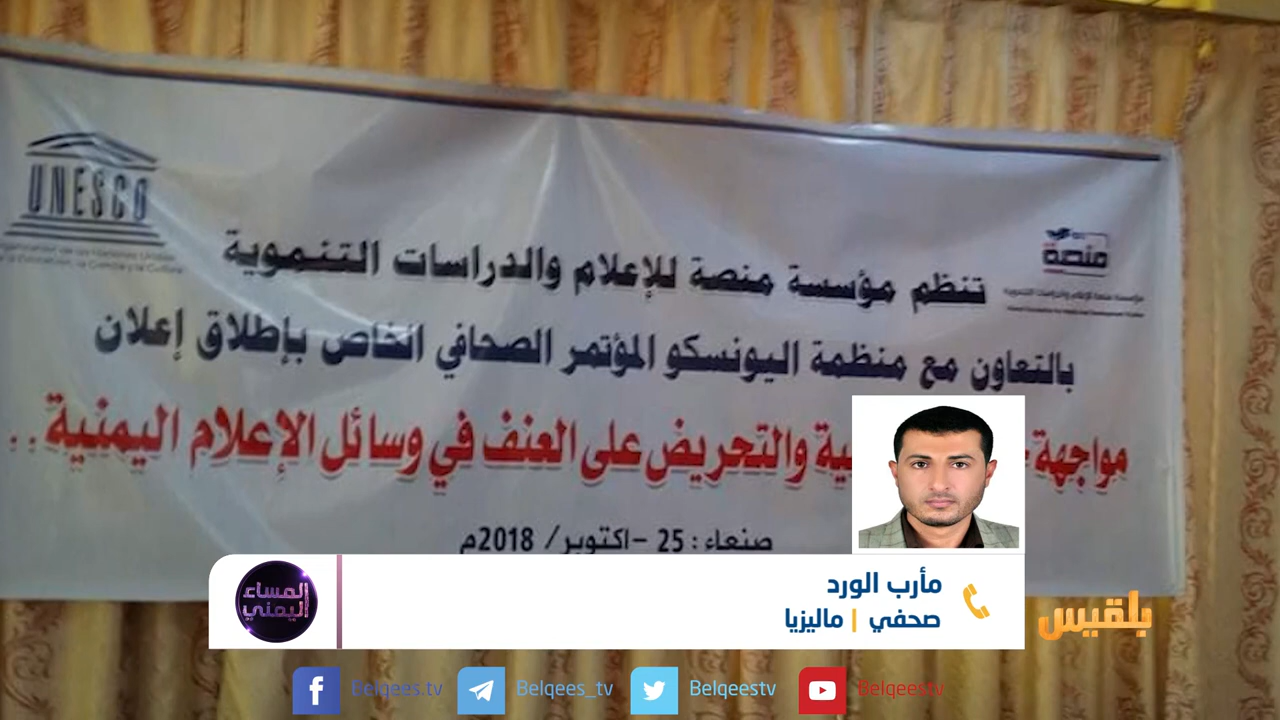 UNESCO
منصة
تنظم مؤسسة منصة للإعلام والدراسات التنموية
بالتعاون مع منظمة اليونسكو المؤتمر الصحافي الخاص بإطلاق إعلان
مواجهة والتحريض على العنف في وسائل الإعلام اليمنية ..
صنعاء : 25 -اكتوبر/ 2018م
مأرب الورد
صحفي | ماليزيا
المساء
اليمني
بلقيس
Belqees.tv
Belqees_tv
Belqeestv
Belqeestv